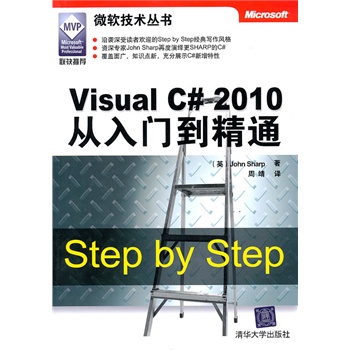 MVP
Microsoft
Most Valuable
Professional
联袂推荐
微软技术丛书
Microsoft
沿袭深受读者欢迎的Step by Step经典写作风格
资深专家John Sharp再度演绎更SHARP的C#
覆盖面广，知识点新，充分展示C#新增特性
Visual C# 2010
从入门到精通
（英）John Sharp 著
周靖 译
Step by Step
清华大学出版社